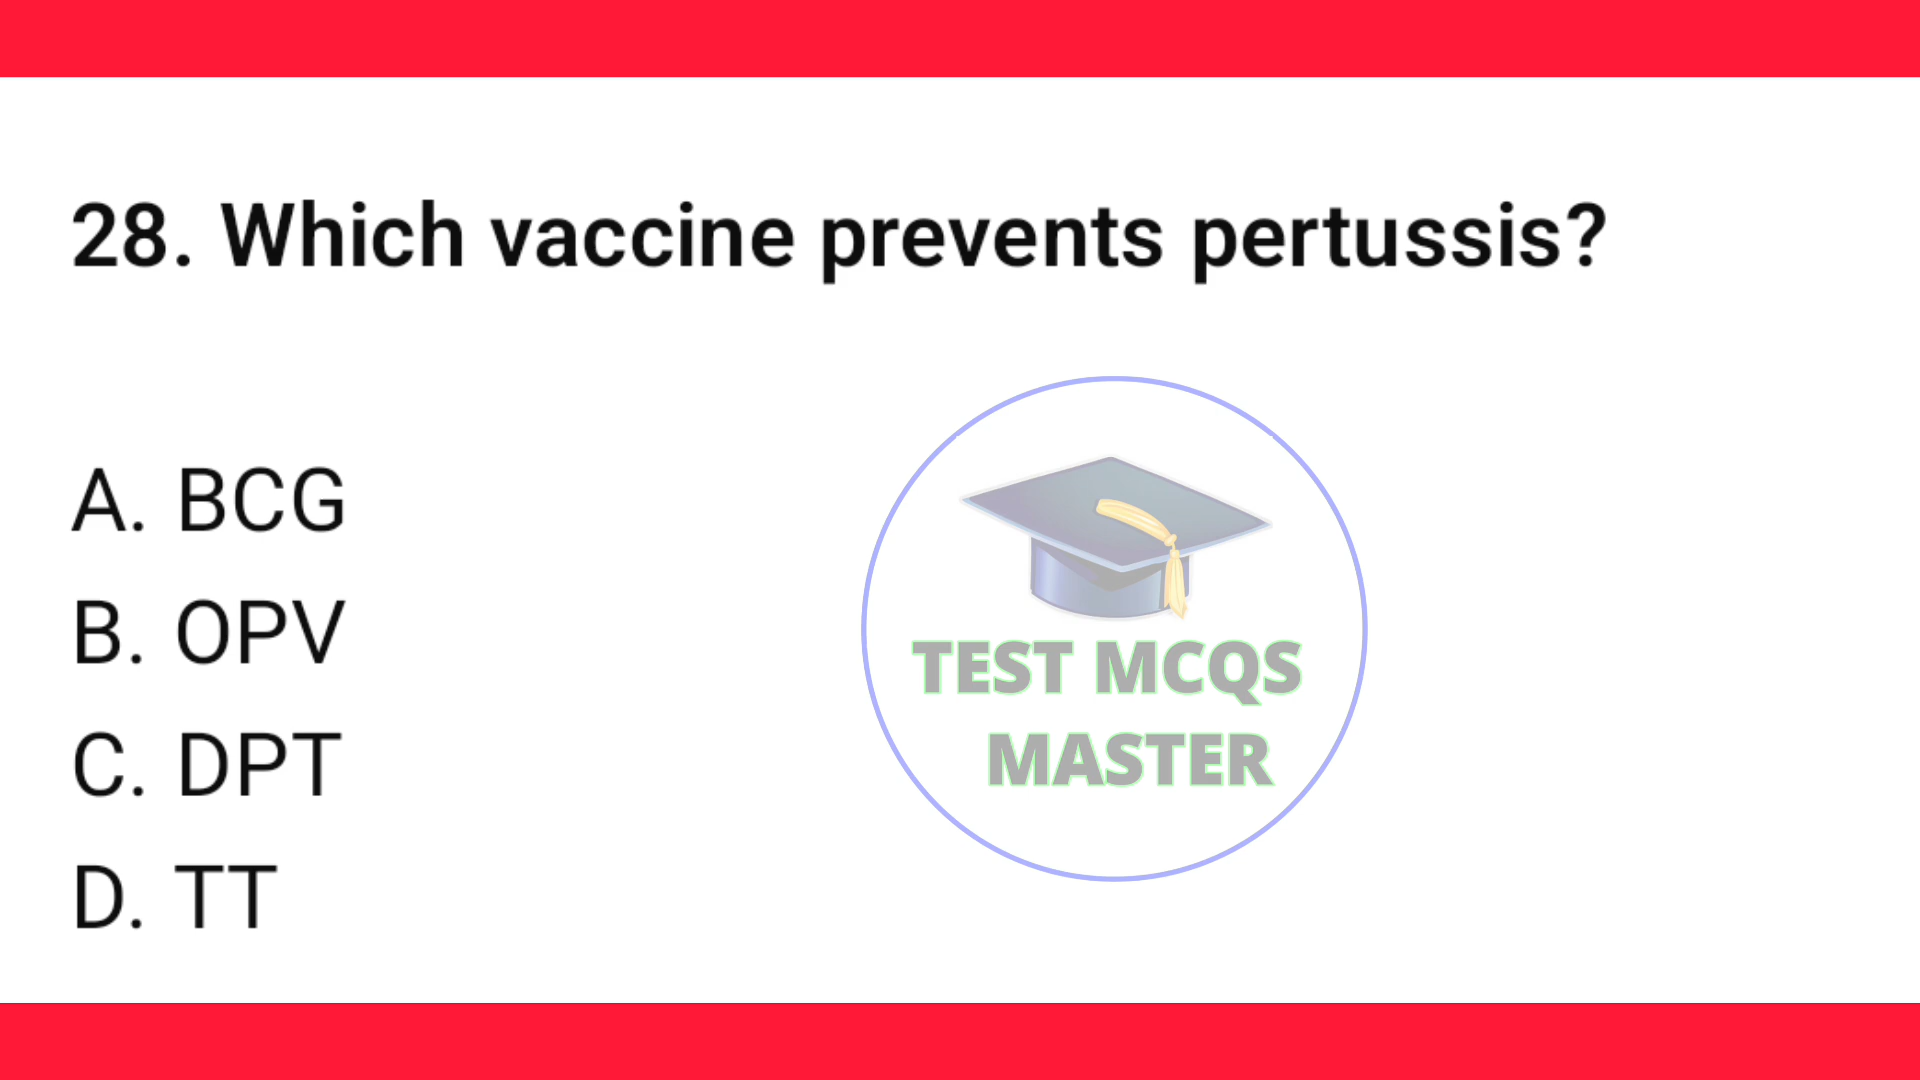 28. Which vaccine prevents pertussis?
A. BCG
B. OPV
C. DPT
D. TT
TEST MCQS
MASTER